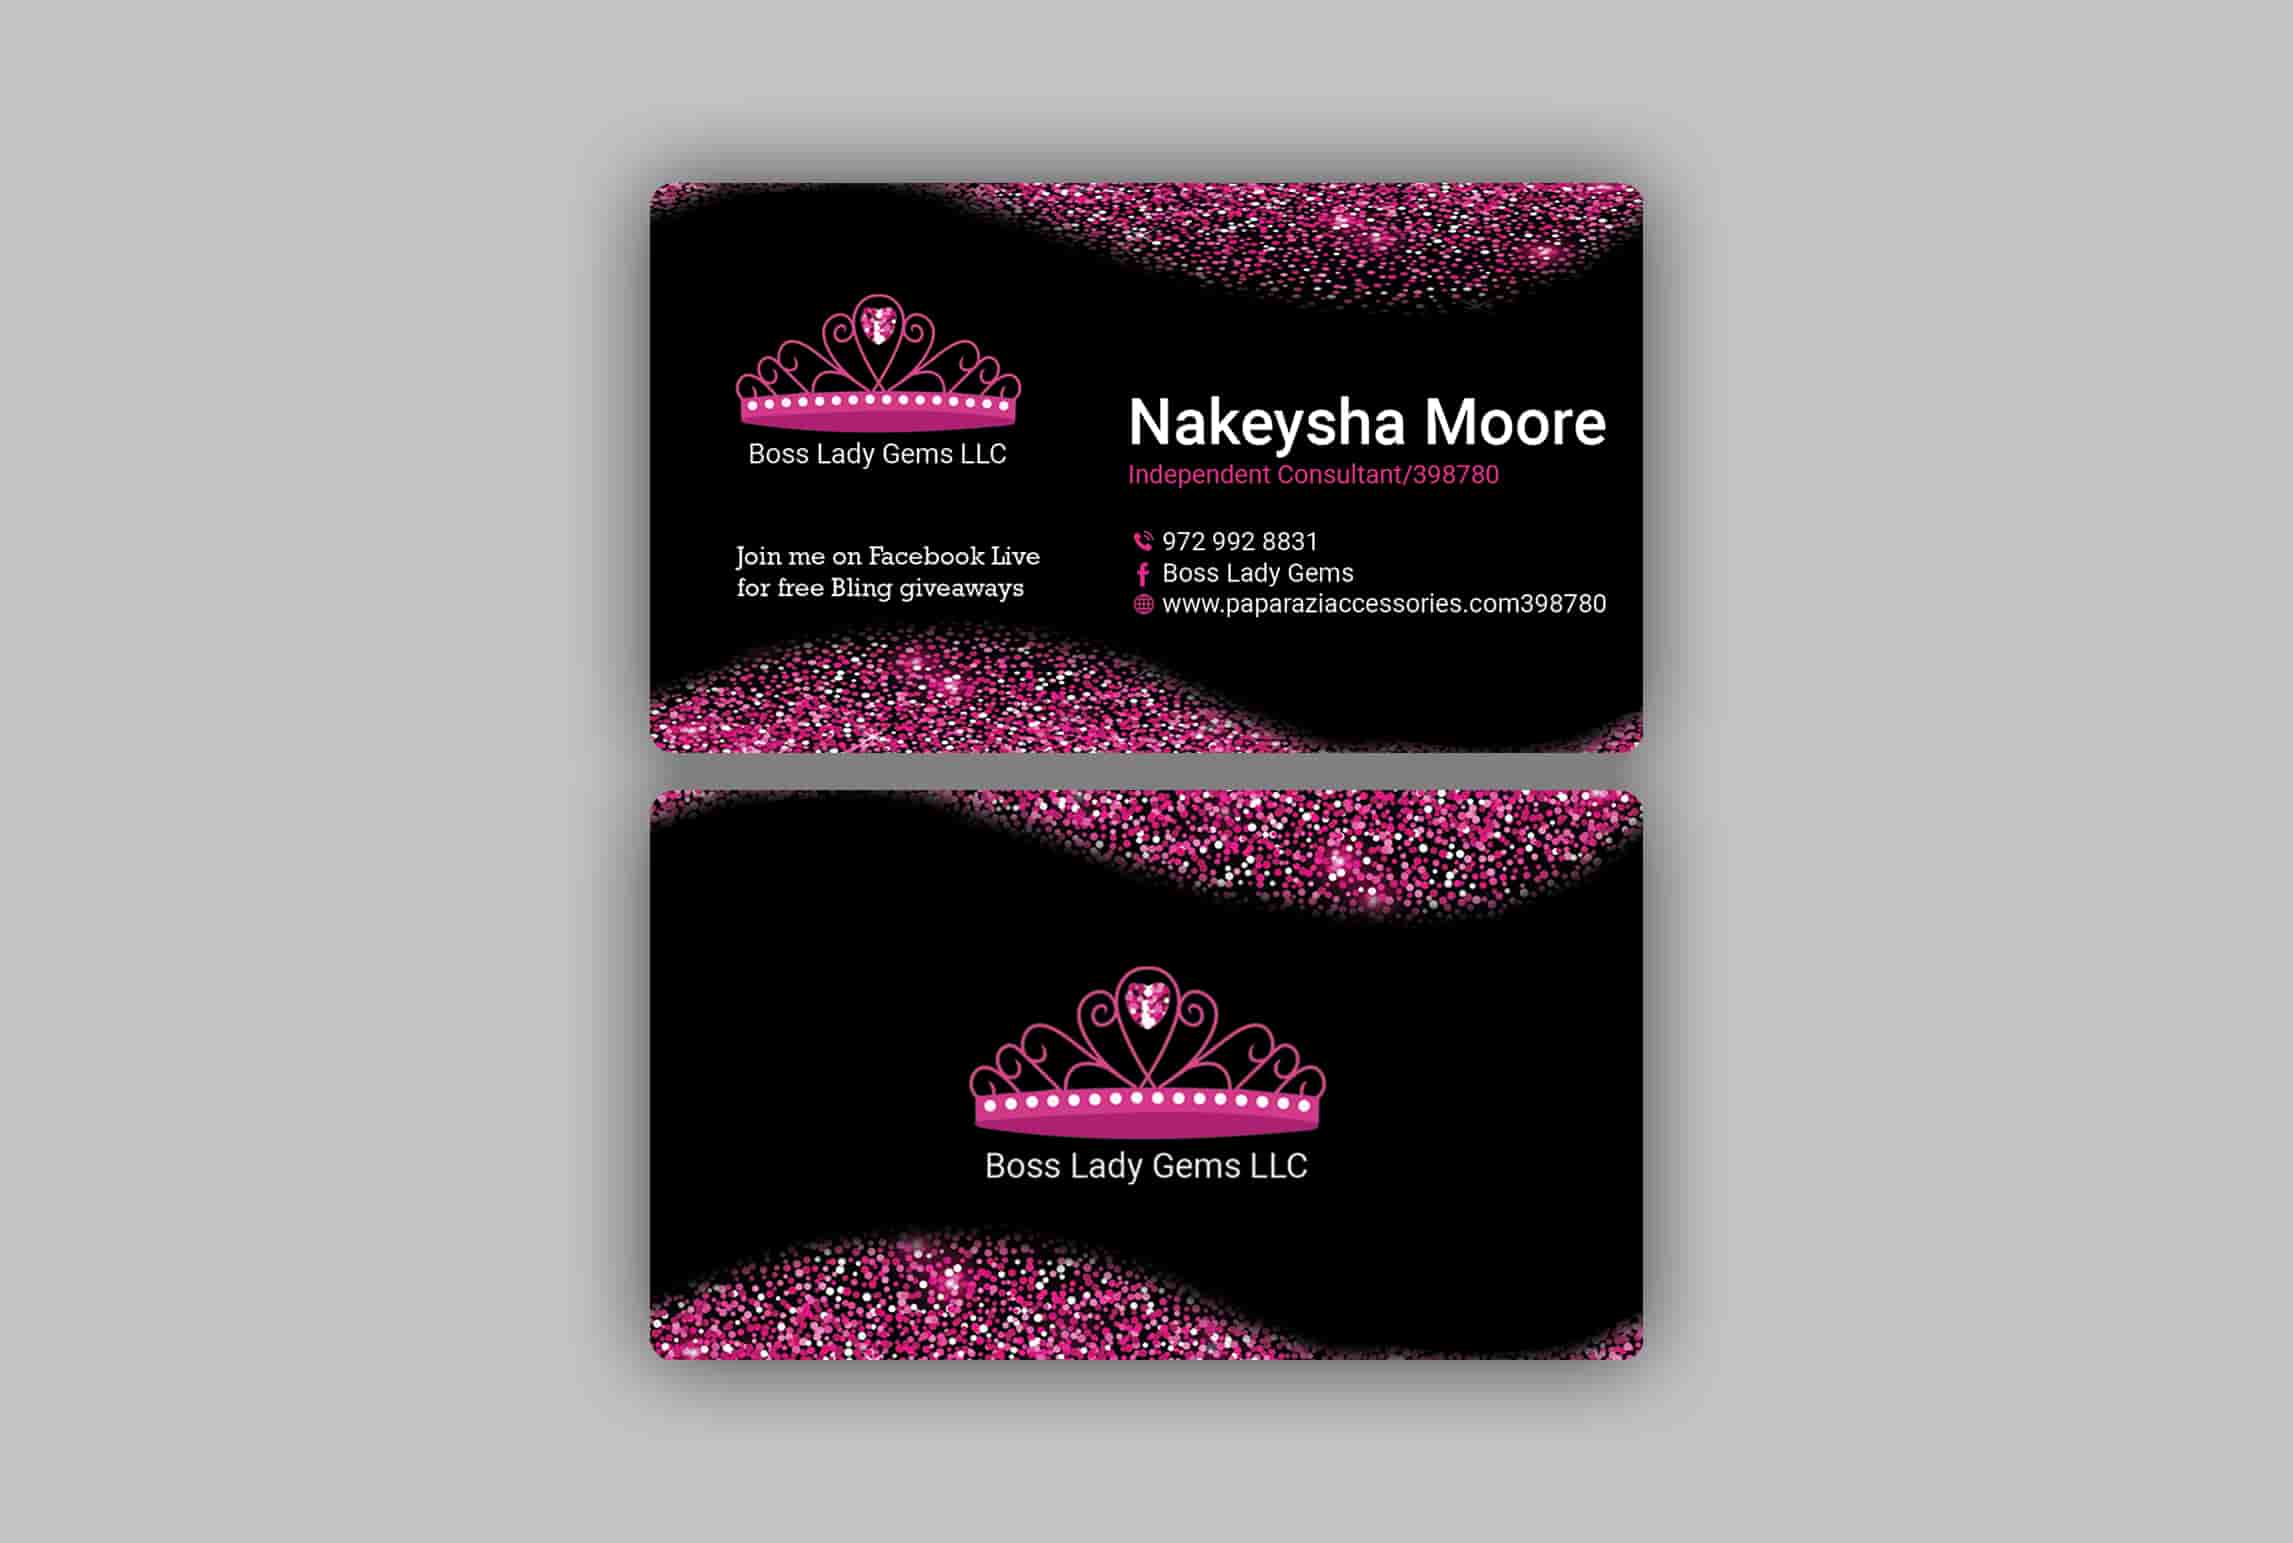 Boss Lady Gems LLC
Join me on Facebook Live
for free Bling giveaways
Nakeysha Moore
Independent Consultant/398780
972 992 8831
Boss Lady Gems
www.paparaziaccessories.com398780
Boss Lady Gems LLC